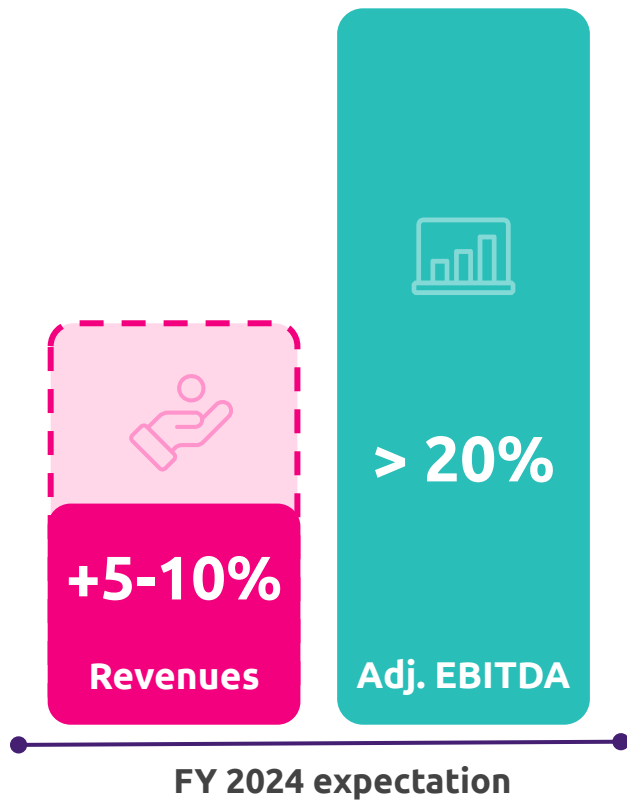 +5-10%
Revenues
> 20%
Adj. EBITDA
FY 2024 expectation